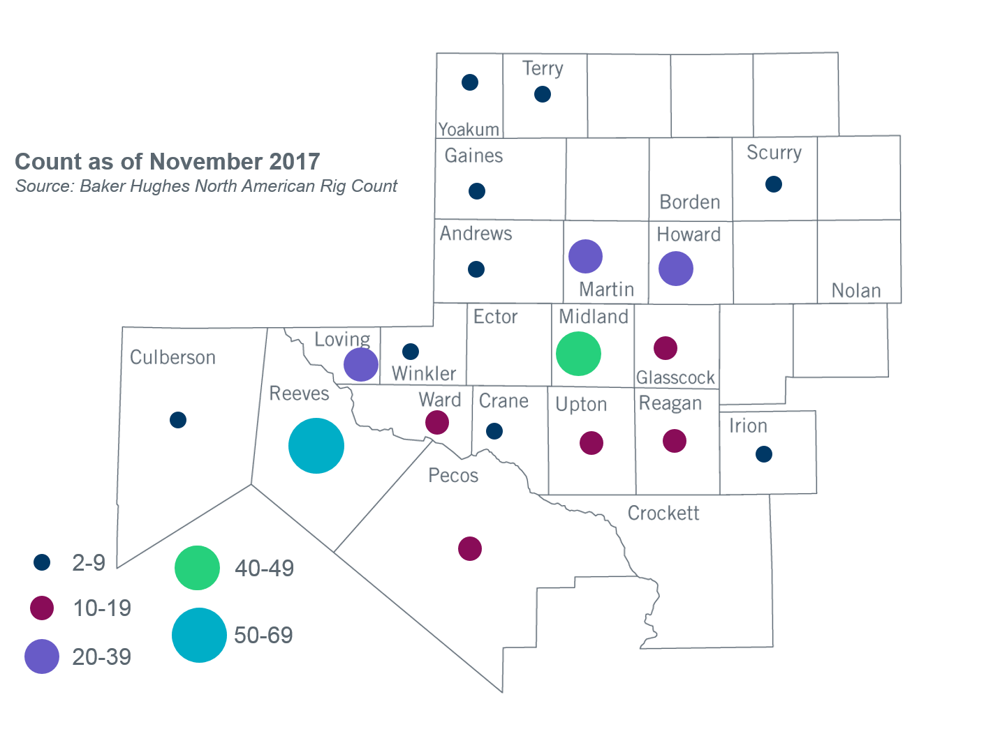 Terry
Yoakum
Count as of November 2017
Source: Baker Hughes North American Rig Count
Gaines
Scurry
Borden
Andrews
Howard
Martin
Nolan
Ector
Midland
Loving
Culberson
Winkler
Glasscock
Reeves
Ward
Crane
Upton
Reagan
Irion
Pecos
Crockett
2-9
10-19
20-39
40-49
50-69